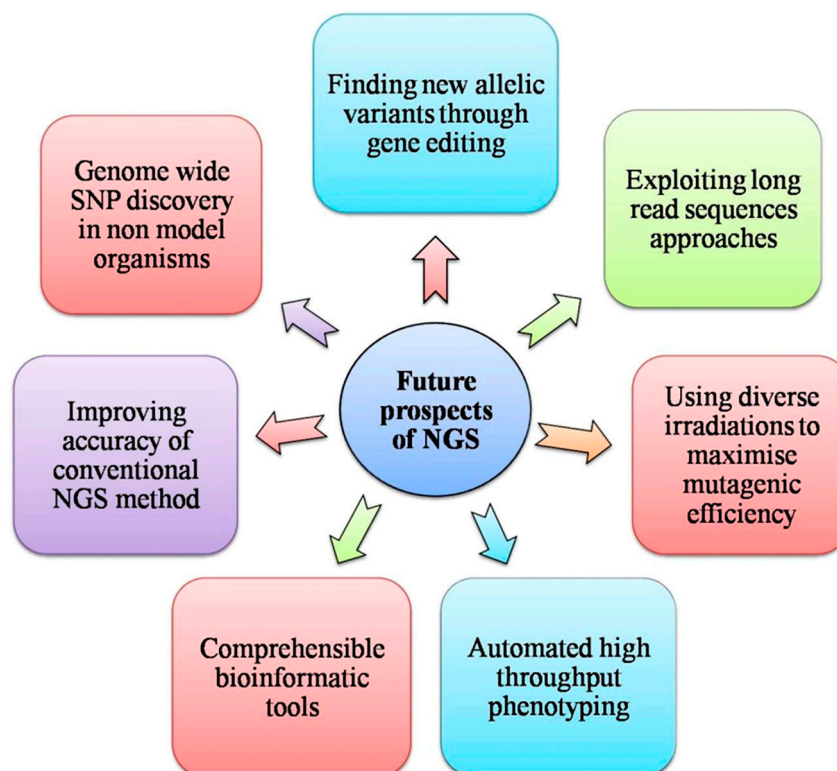 Finding new allelic
variants through
gene editing
Genome wide
SNP discovery
in non model
organisms
Exploiting long
read sequences
approaches
Future
prospects
of NGS
Improving
accuracy of
conventional
NGS method
Using diverse
irradiations to
maximise
mutagenic
efficiency
Comprehensible
bioinformatic
tools
Automated high
throughput
phenotyping